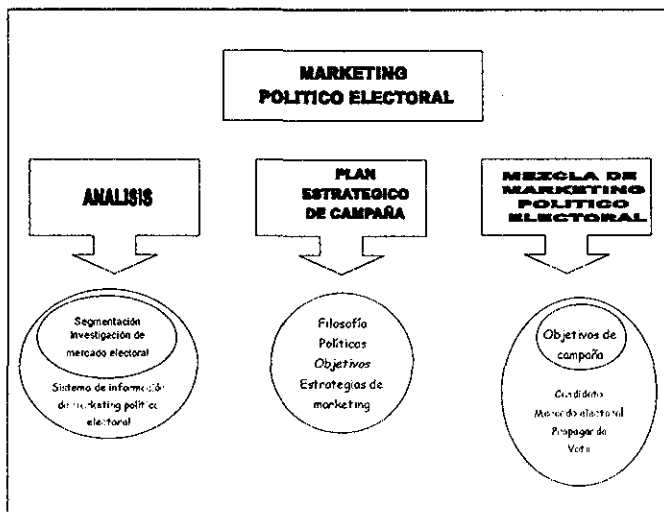 MARKETING
POLITICO ELECTORAL
ANALISIS
PLAN
ESTRATEGICO
DE CAMPAÑA
MEZCLA DE
MARKETING
POLITICO
ELECTORAL
Segmentación
Investigación de
mercado electoral
Sistema de información
de marketing político
electoral
Filosofía
Políticas
Objetivos
Estrategias de
marketing
Objetivos de
campaña
Candidato
Mercado electoral
Propaganda
Voto